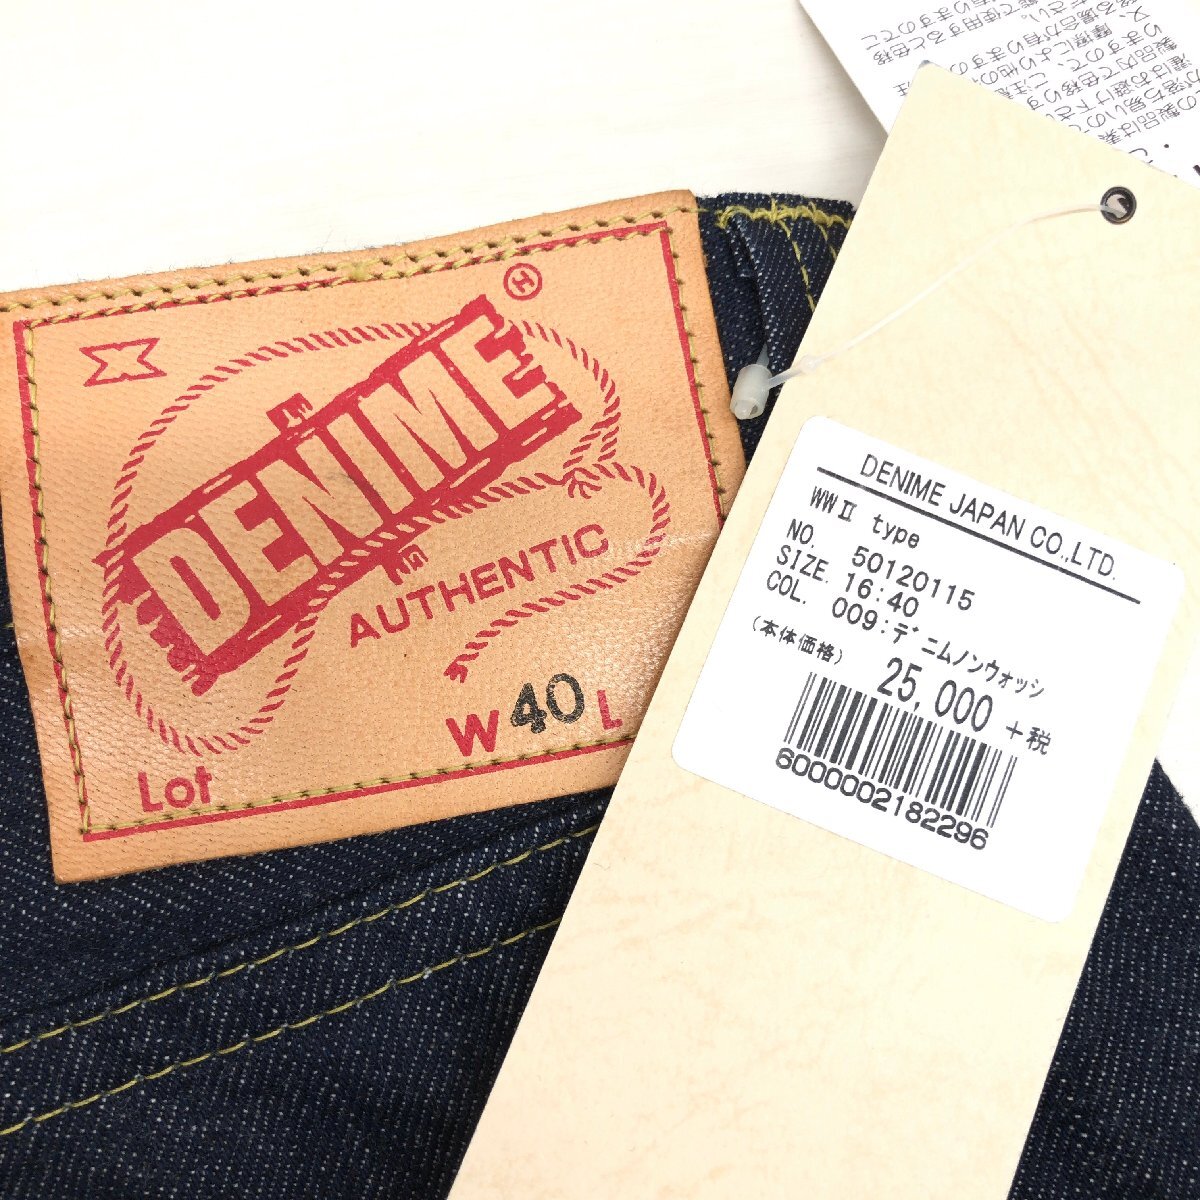 DENIME
®
AUTHENTIC
Lot
W 40 L
DENIME JAPAN CO.,LTD.
WWⅡ type
NO. 50120115
SIZE. 16:40
COL. 009:デニムノンウォッシ
(本体価格) 25,000 +税
6000002182296